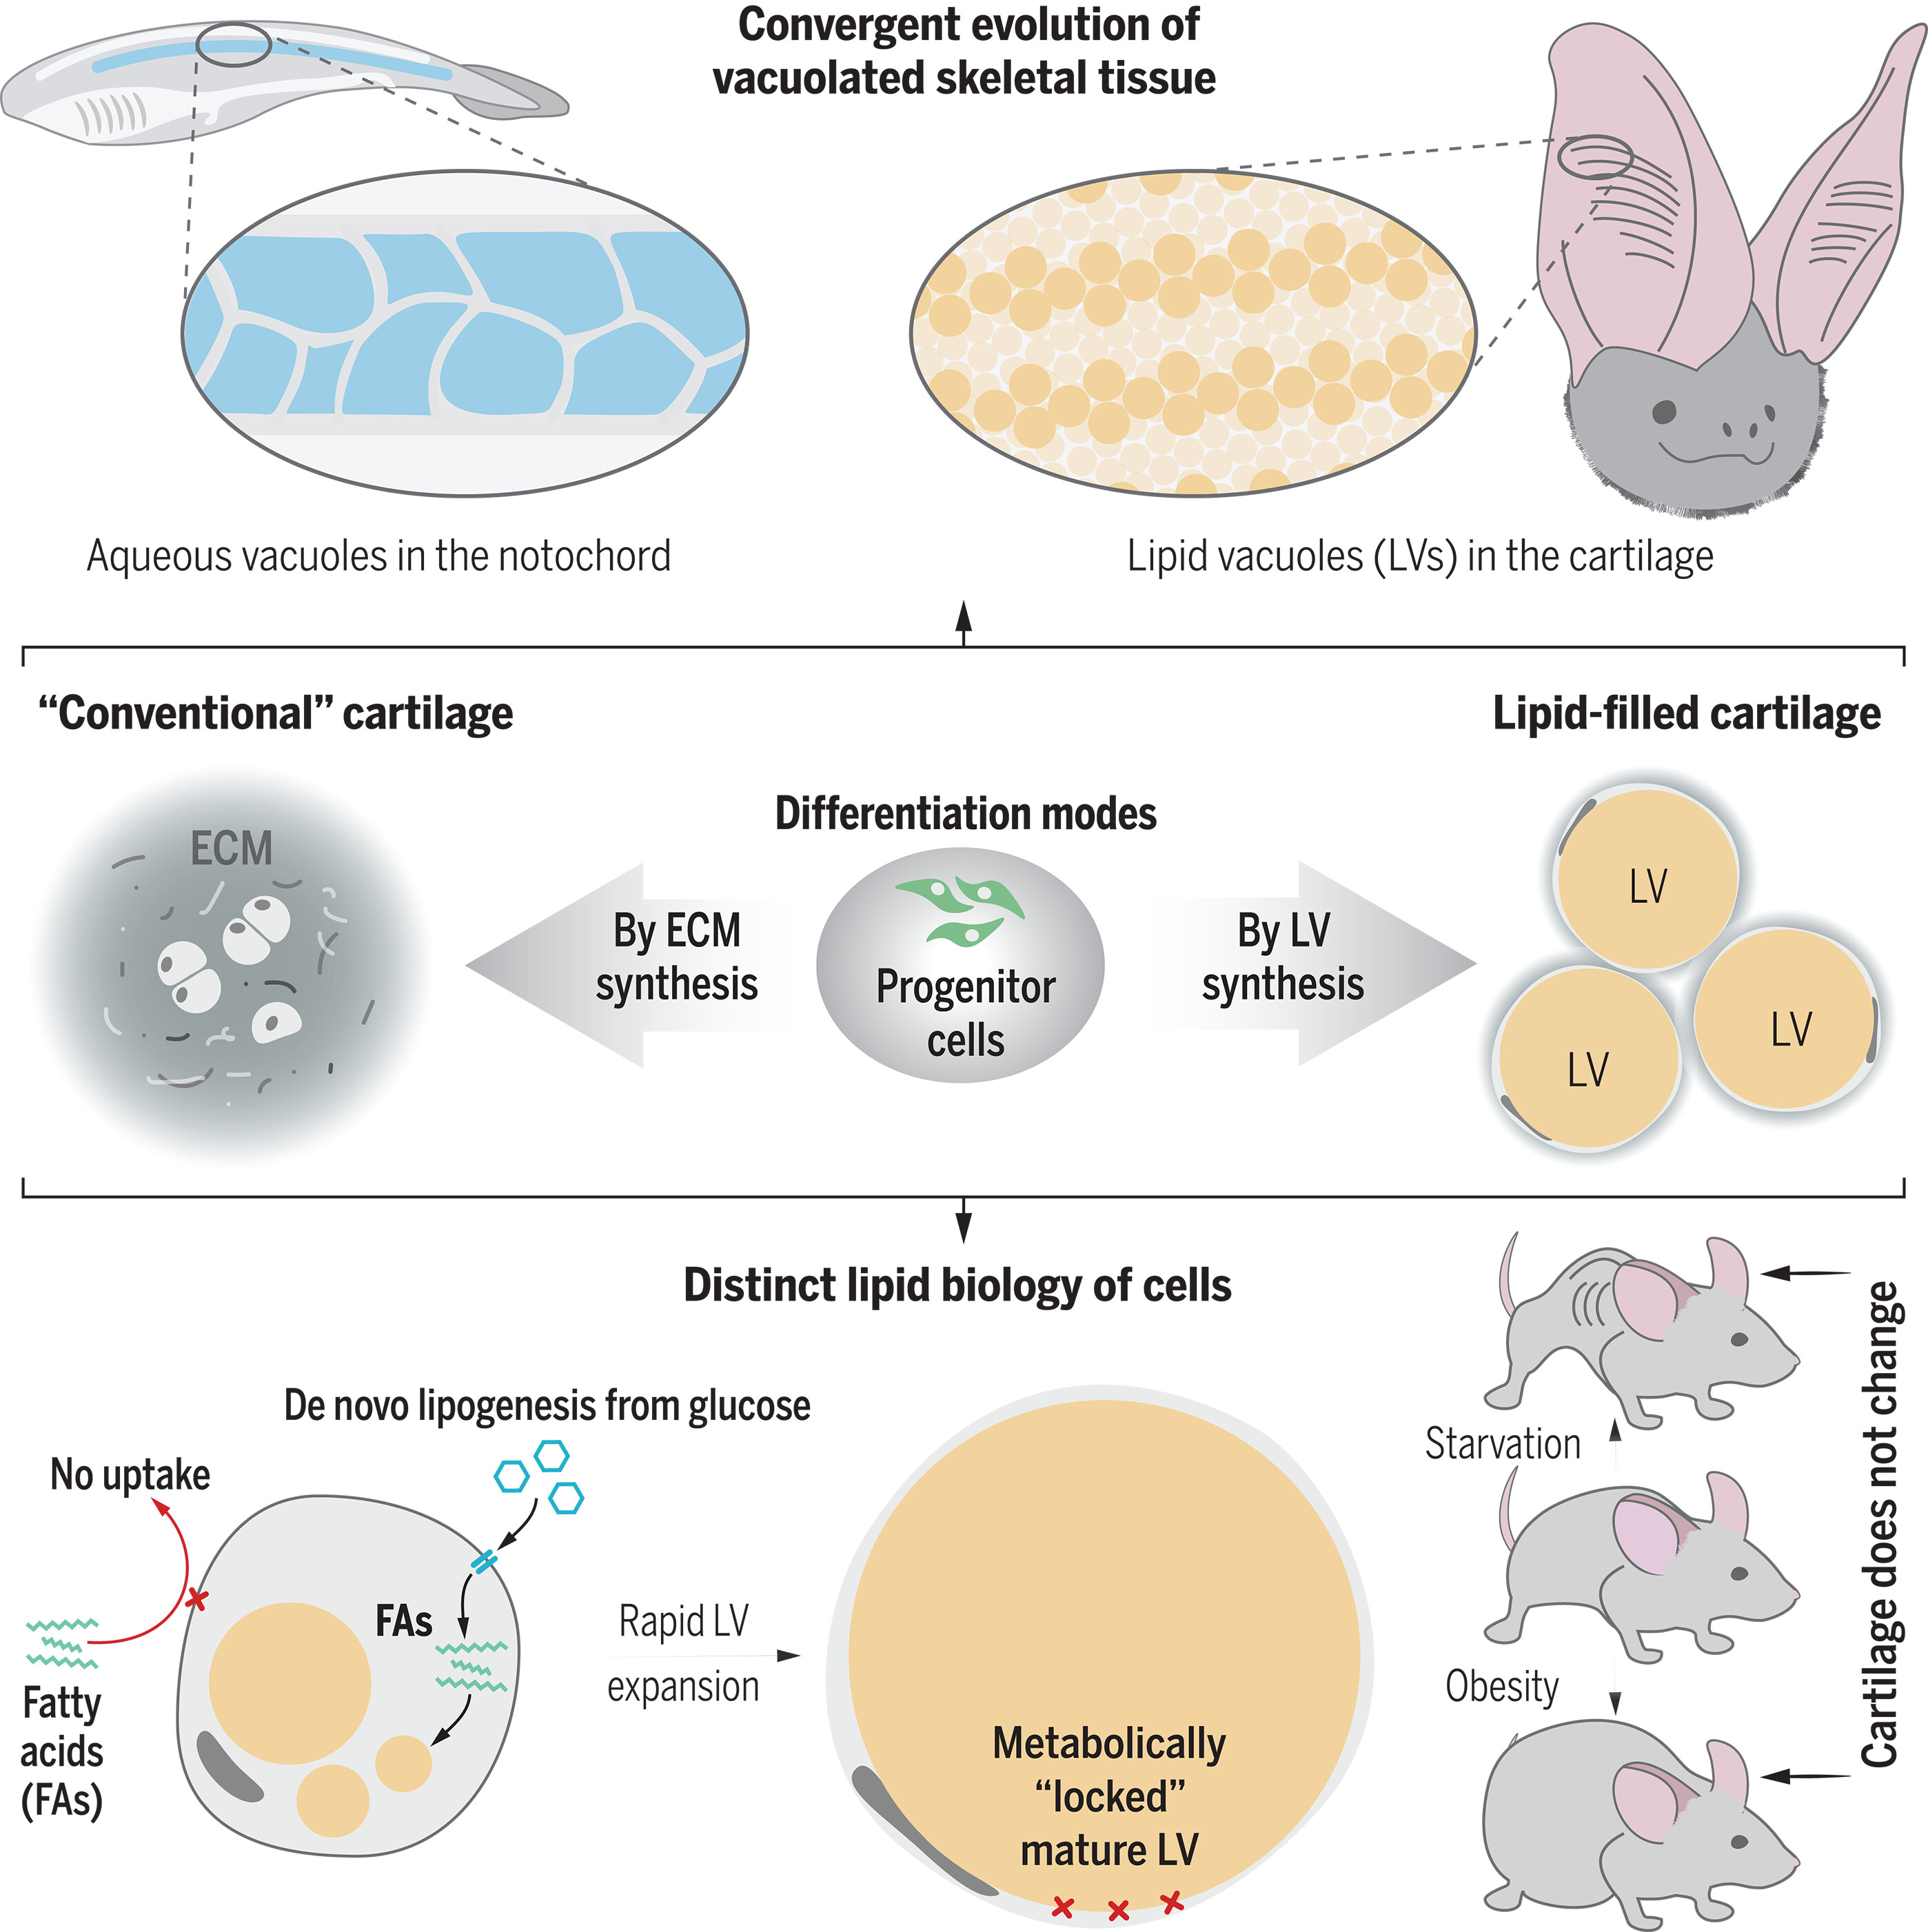 Convergent evolution of
vacuolated skeletal tissue
Aqueous vacuoles in the notochord
Lipid vacuoles (LVs) in the cartilage
“Conventional” cartilage
Lipid-filled cartilage
Differentiation modes
ECM
By ECM
synthesis
Progenitor
cells
By LV
synthesis
LV
LV
LV
Distinct lipid biology of cells
De novo lipogenesis from glucose
No uptake
FAs
Fatty
acids
(FAs)
Rapid LV
expansion
Metabolically
“locked”
mature LV
Starvation
Obesity
Cartilage does not change